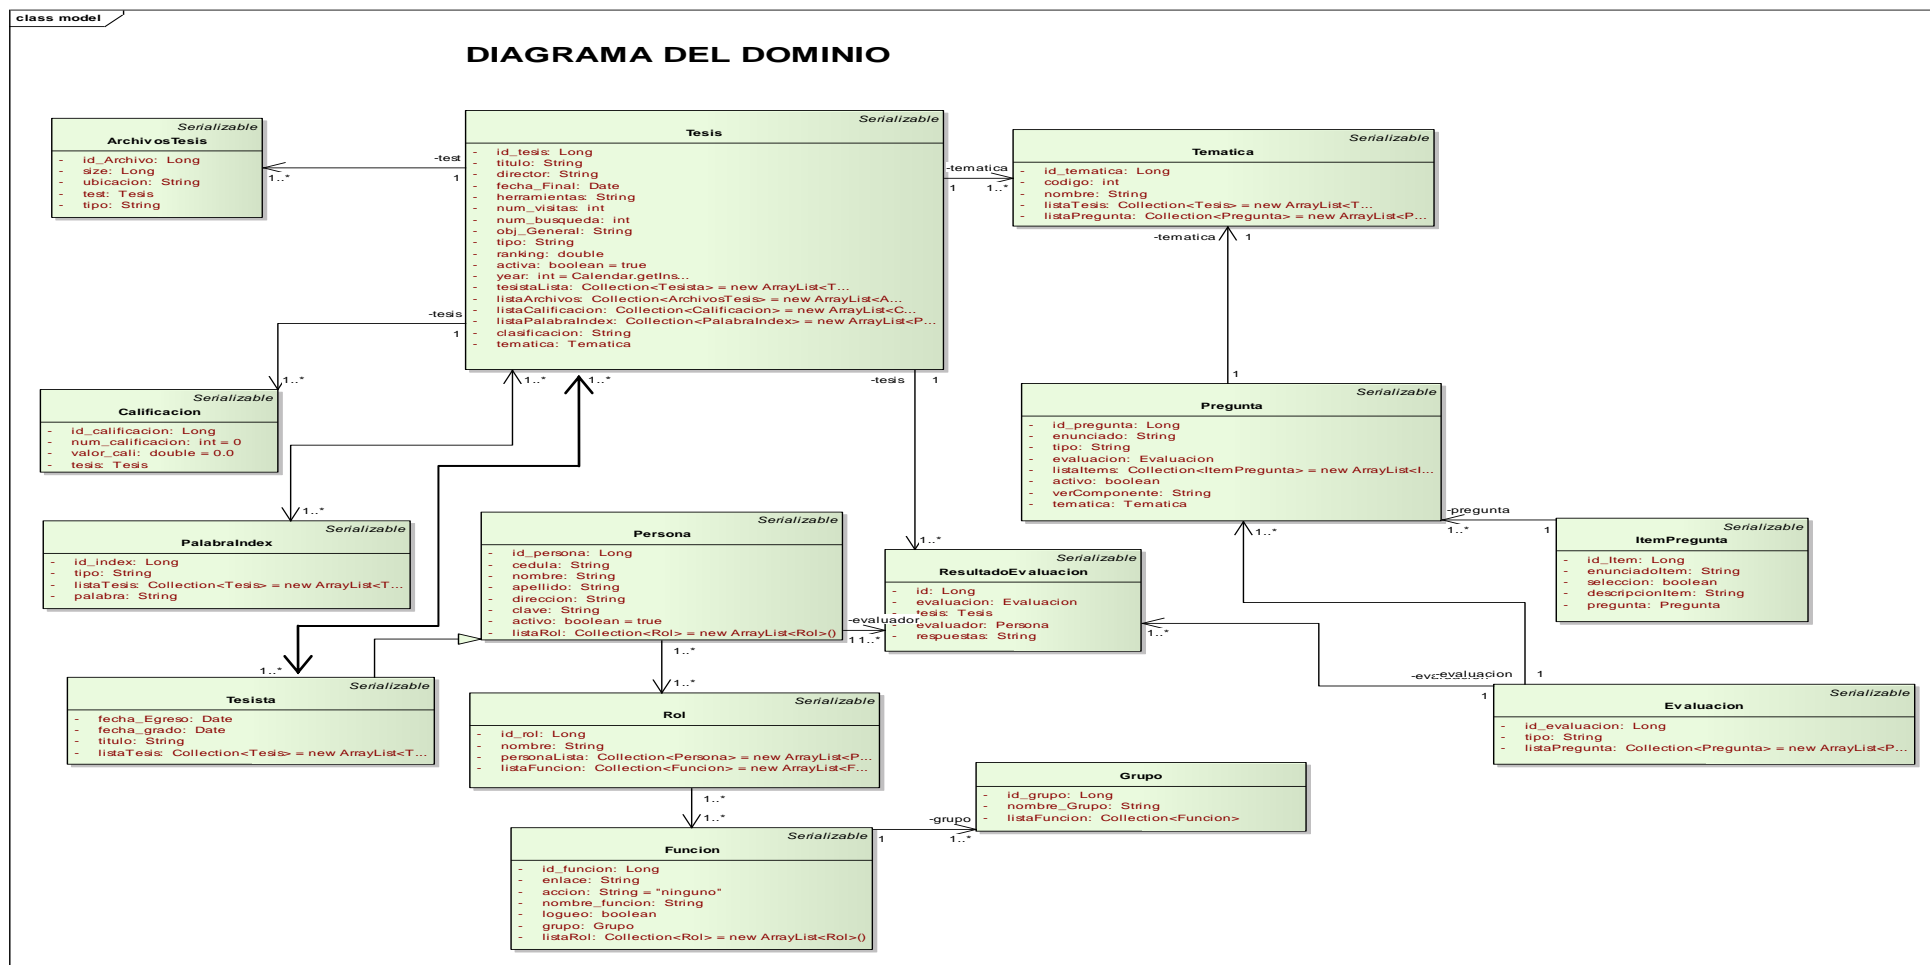 class model
DIAGRAMA DEL DOMINIO
Serializable
ArchivosTesis
- id_Archivo: Long
- size: Long
- ubicacion: String
- test: Tesis
- tipo: String
-test
1
1..*
Serializable
Tesis
- id_tesis: Long
- titulo: String
- director: String
- fecha_Final: Date
- herramientas: String
- num_visitas: int
- num_busqueda: int
- obj_General: String
- tipo: String
- ranking: double
- activa: boolean = true
- year: int = Calendar.getIns...
- tesistaLista: Collection<Tesista> = new ArrayList<T...
- listaArchivos: Collection<ArchivosTesis> = new ArrayList<A...
- listaCalificacion: Collection<Calificacion> = new ArrayList<C...
- listaPalabraIndex: Collection<PalabraIndex> = new ArrayList<P...
- clasificacion: String
- tematica: Tematica
-tematica
1
1..*
Serializable
Tematica
- id_tematica: Long
- codigo: int
- nombre: String
- listaTesis: Collection<Tesis> = new ArrayList<T...
- listaPregunta: Collection<Pregunta> = new ArrayList<P...
-tematica
1
1
-tesis
1
1..*
Serializable
Calificacion
- id_calificacion: Long
- num_calificacion: int = 0
- valor_cali: double = 0.0
- tesis: Tesis
1..*
1..*
-tesis
1
Serializable
Pregunta
- id_pregunta: Long
- enunciado: String
- tipo: String
- evaluacion: Evaluacion
- listaItems: Collection<ItemPregunta> = new ArrayList<I...
- activo: boolean
- verComponente: String
- tematica: Tematica
-pregunta
1..*
1
1..*
Serializable
ItemPregunta
- id_Item: Long
- enunciadoItem: String
- seleccion: boolean
- descripcionItem: String
- pregunta: Pregunta
1..*
Serializable
PalabraIndex
- id_index: Long
- tipo: String
- listaTesis: Collection<Tesis> = new ArrayList<T...
- palabra: String
Serializable
Persona
- id_persona: Long
- cedula: String
- nombre: String
- apellido: String
- direccion: String
- clave: String
- activo: boolean = true
- listaRol: Collection<Rol> = new ArrayList<Rol>()
-evaluador
1
1..*
1..*
Serializable
ResultadoEvaluacion
- id: Long
- evaluacion: Evaluacion
- tesis: Tesis
- evaluador: Persona
- respuestas: String
1..*
-evaluacion
1
1
1..*
Serializable
Tesista
- fecha_Egreso: Date
- fecha_grado: Date
- titulo: String
- listaTesis: Collection<Tesis> = new ArrayList<T...
1..*
1..*
Serializable
Rol
- id_rol: Long
- nombre: String
- personaLista: Collection<Persona> = new ArrayList<P...
- listaFuncion: Collection<Funcion> = new ArrayList<F...
Serializable
Evaluacion
- id_evaluacion: Long
- tipo: String
- listaPregunta: Collection<Pregunta> = new ArrayList<P...
1..*
1..*
Grupo
- id_grupo: Long
- nombre_Grupo: String
- listaFuncion: Collection<Funcion>
-grupo
1
1..*
Serializable
Funcion
- id_funcion: Long
- enlace: String
- accion: String = "ninguno"
- nombre_funcion: String
- logueo: boolean
- grupo: Grupo
- listaRol: Collection<Rol> = new ArrayList<Rol>()